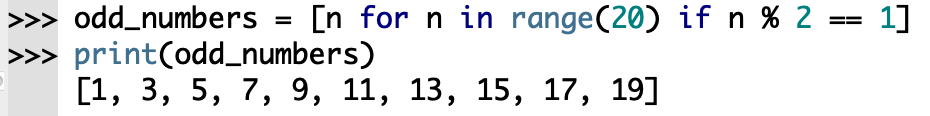 >>> odd_numbers = [n for n in range(20) if n % 2 == 1]
>>> print(odd_numbers)
[1, 3, 5, 7, 9, 11, 13, 15, 17, 19]